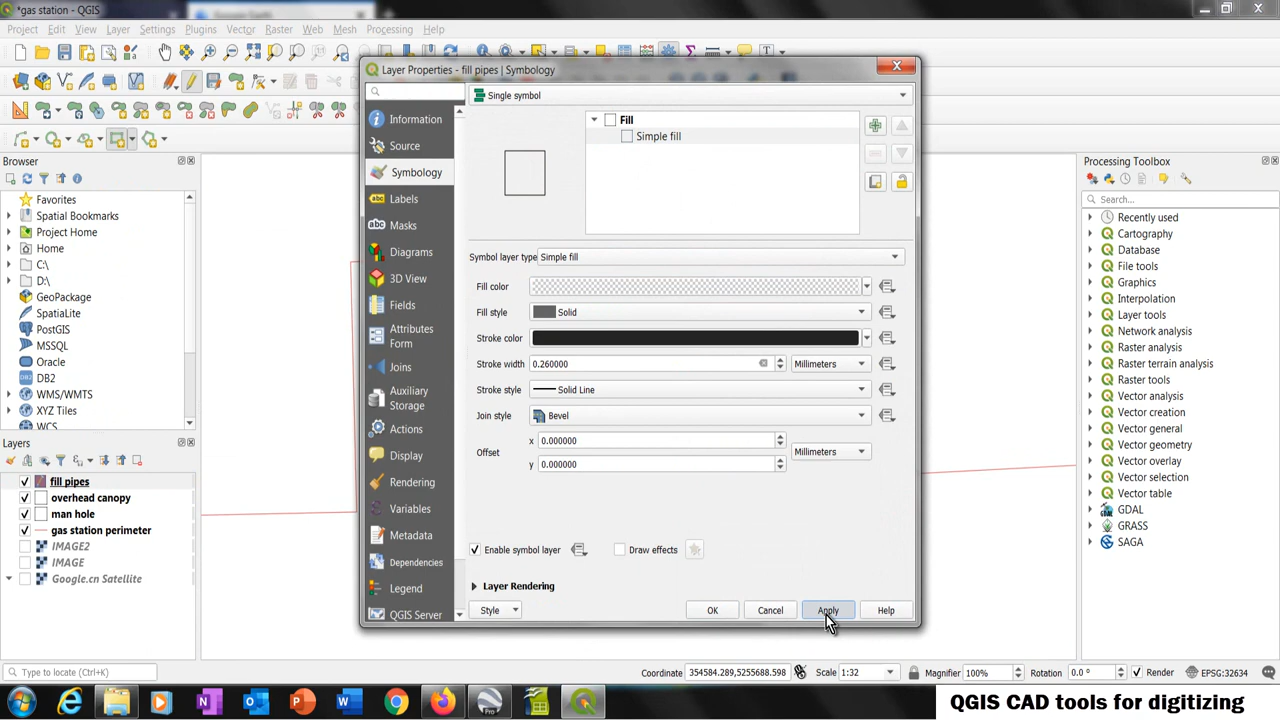 *gas station - QGIS
Project Edit View Layer Settings Plugins Vector Raster Web Mesh Processing Help
Layer Properties - fill pipes | Symbology
Single symbol
Fill
Simple fill
Information
Source
Symbology
Labels
Masks
Diagrams
3D View
Fields
Attributes
Form
Joins
Auxiliary
Storage
Actions
Display
Rendering
Variables
Metadata
Dependencies
Legend
QGIS Server
Symbol layer type Simple fill
Fill color
Fill style Solid
Stroke color
Stroke width 0.260000 Millimeters
Stroke style Solid Line
Join style Bevel
Offset x 0.000000 Millimeters
y 0.000000
Enable symbol layer Draw effects
Layer Rendering
Style OK Cancel Apply Help
Browser
Favorites
Spatial Bookmarks
Project Home
Home
C:\
D:\
GeoPackage
SpatiaLite
PostGIS
MSSQL
Oracle
DB2
WMS/WMTS
XYZ Tiles
WCS
Layers
fill pipes
overhead canopy
man hole
gas station perimeter
IMAGE2
IMAGE
Google.cn Satellite
Processing Toolbox
Search...
Recently used
Cartography
Database
File tools
Graphics
Interpolation
Layer tools
Network analysis
Raster analysis
Raster terrain analysis
Raster tools
Vector analysis
Vector creation
Vector general
Vector geometry
Vector overlay
Vector selection
Vector table
GDAL
GRASS
SAGA
Type to locate (Ctrl+K)
Coordinate 354584.289,5255688.598 Scale 1:32 Magnifier 100% Rotation 0.0 ° Render EPSG:32634
Pro
QGIS CAD tools for digitizing